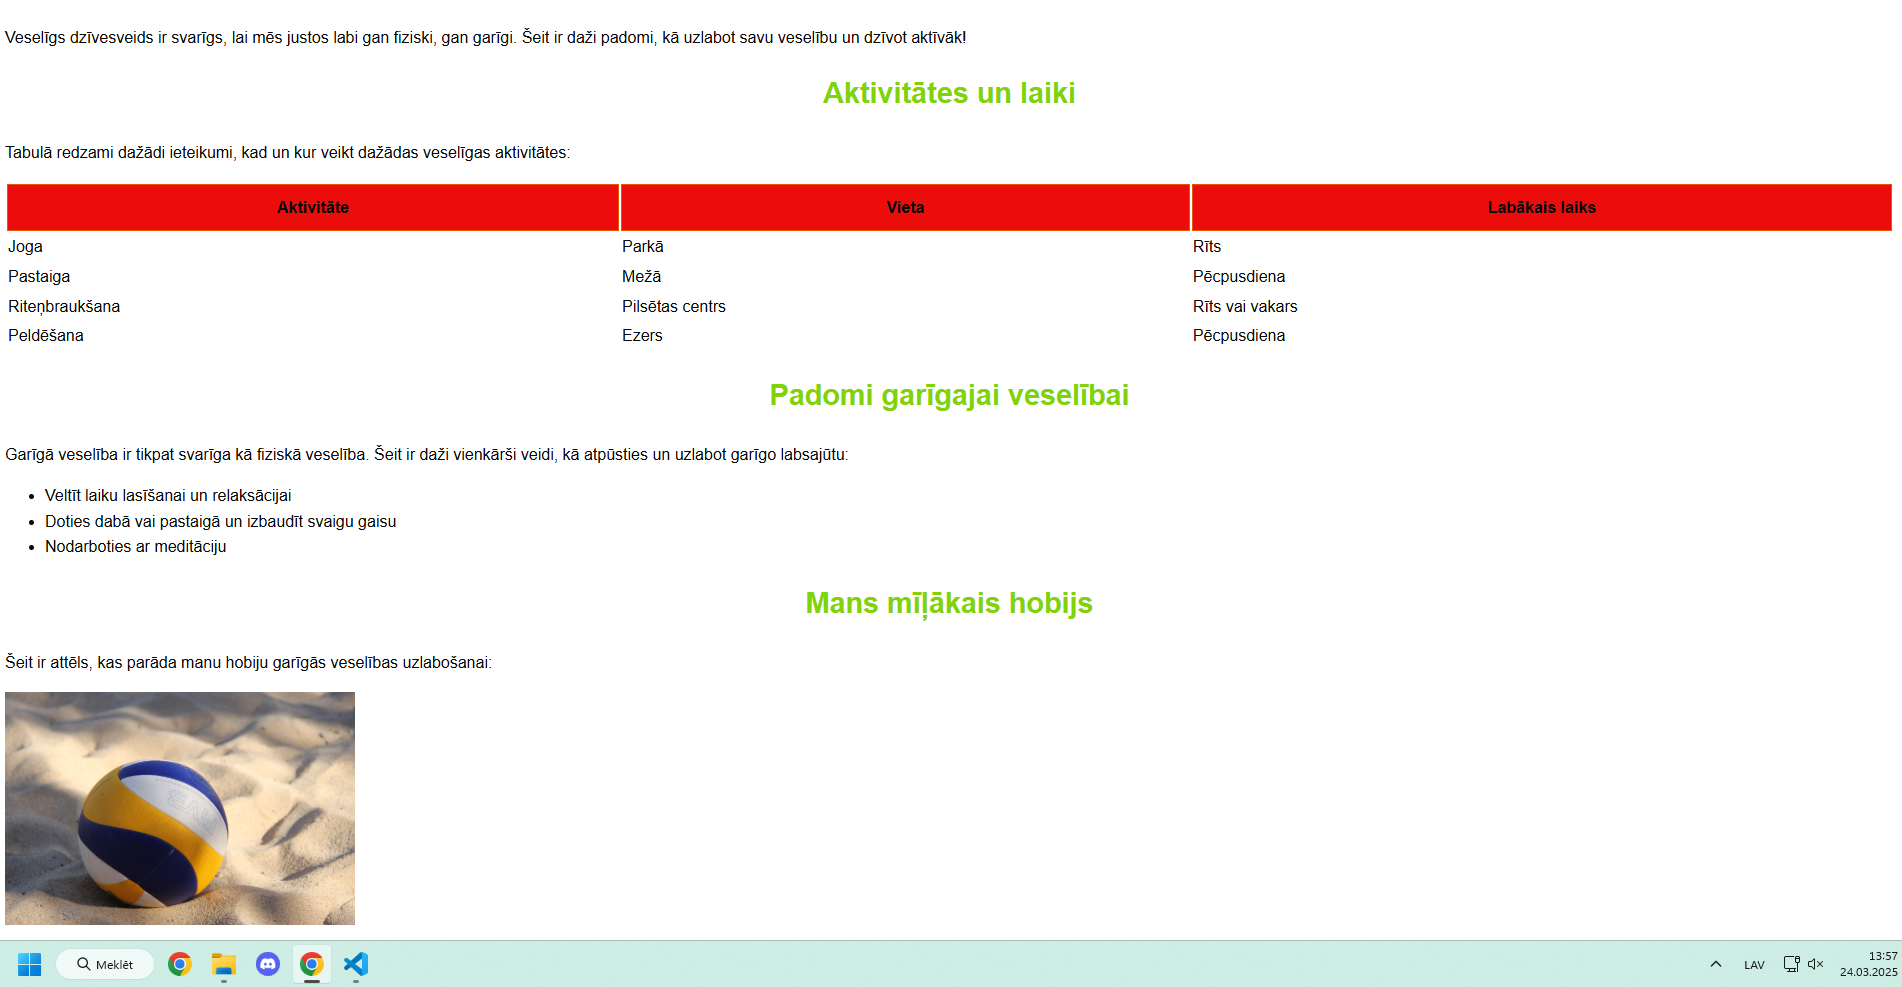 Veselīgs dzīvesveids ir svarīgs, lai mēs justos labi gan fiziski, gan garīgi. Šeit ir daži padomi, kā uzlabot savu veselību un dzīvot aktīvāk!
Aktivitātes un laiki
Tabulā redzami dažādi ieteikumi, kad un kur veikt dažādas veselīgas aktivitātes:
Aktivitāte Vieta Labākais laiks
Joga Parkā Rīts
Pastaiga Mežā Pēcpusdiena
Riteņbraukšana Pilsētas centrs Rīts vai vakars
Peldēšana Ezers Pēcpusdiena
Padomi garīgajai veselībai
Garīgā veselība ir tikpat svarīga kā fiziskā veselība. Šeit ir daži vienkārši veidi, kā atpūsties un uzlabot garīgo labsajūtu:
• Veltīt laiku lasīšanai un relaksācijai
• Doties dabā vai pastaigā un izbaudīt svaigu gaisu
• Nodarboties ar meditāciju
Mans mīļākais hobijs
Šeit ir attēls, kas parāda manu hobiju garīgās veselības uzlabošanai:
Meklēt
LAV
13:57
24.03.2025